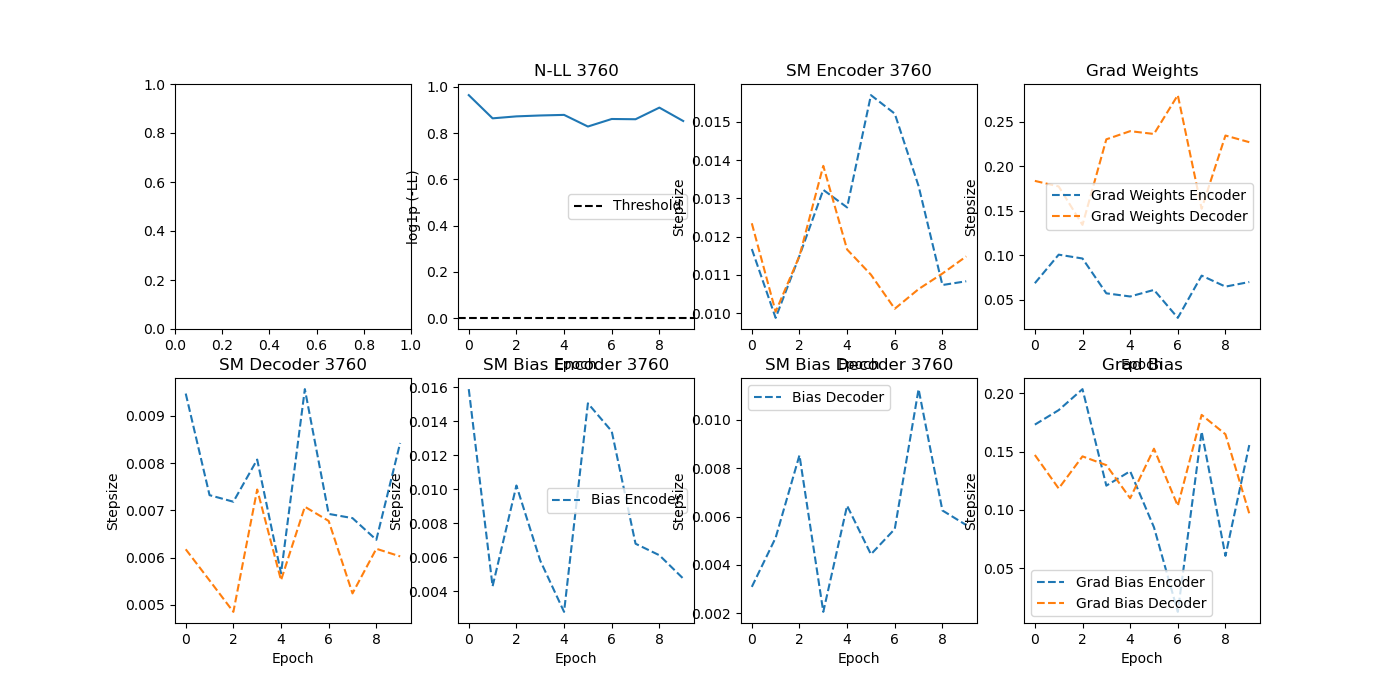 N-LL 3760
SM Encoder 3760
Grad Weights
1.0
0.8
0.6
0.4
0.2
0.0
0.0 0.2 0.4 0.6 0.8 1.0
log1p (-LL)
1.0
0.8
0.6
0.4
0.2
0.0
Threshold
0 2 4 6 8
Epoch
Stepsize
0.015
0.014
0.013
0.012
0.011
0.010
0 2 4 6 8
Epoch
Stepsize
0.25
0.20
0.15
0.10
0.05
Grad Weights Encoder
Grad Weights Decoder
0 2 4 6 8
Epoch
SM Decoder 3760
SM Bias Encoder 3760
SM Bias Decoder 3760
Grad Bias
Stepsize
0.009
0.008
0.007
0.006
0.005
0 2 4 6 8
Epoch
Stepsize
0.016
0.014
0.012
0.010
0.008
0.006
0.004
Bias Encoder
0 2 4 6 8
Epoch
Stepsize
0.010
0.008
0.006
0.004
0.002
Bias Decoder
0 2 4 6 8
Epoch
Stepsize
0.20
0.15
0.10
0.05
Grad Bias Encoder
Grad Bias Decoder
0 2 4 6 8
Epoch